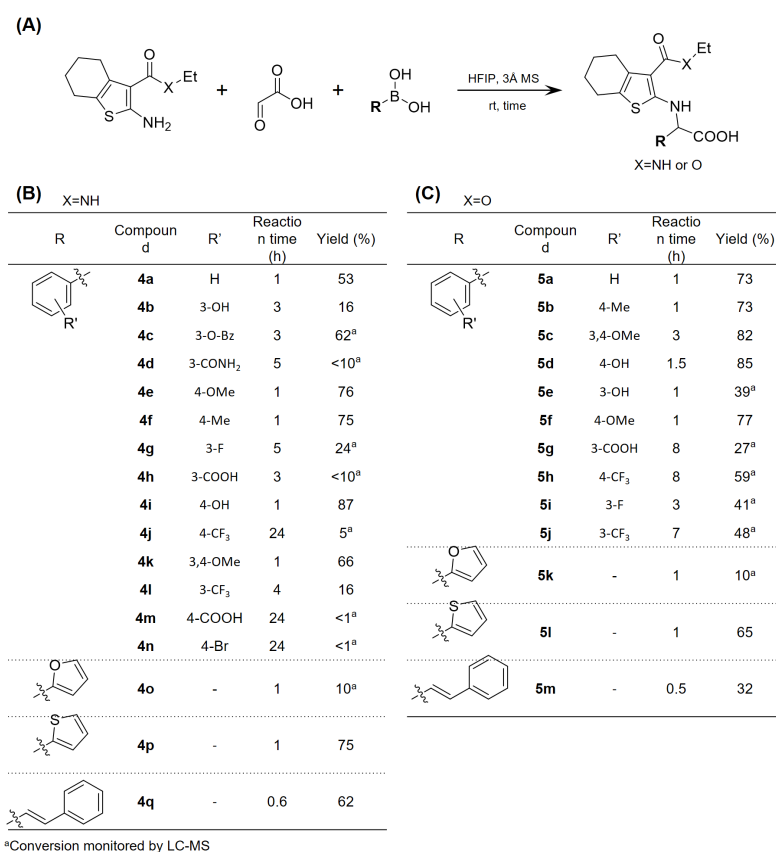 (A)
O
Et
X
S
NH2
+
O
OH
O
+
OH
B
R
OH
HFIP, 3Å MS
rt, time
O
Et
X
S
NH
R
COOH
X=NH or O
(B) X=NH
R Compoun d R' Reactio n time (h) Yield (%)
R'
4a H 1 53
4b 3-OH 3 16
4c 3-O-Bz 3 62a
4d 3-CONH2 5 <10a
4e 4-OMe 1 76
4f 4-Me 1 75
4g 3-F 5 24a
4h 3-COOH 3 <10a
4i 4-OH 1 87
4j 4-CF3 24 5a
4k 3,4-OMe 1 66
4l 3-CF3 4 16
4m 4-COOH 24 <1a
4n 4-Br 24 <1a
O 4o - 1 10a
S 4p - 1 75
4q - 0.6 62
aConversion monitored by LC-MS
(C) X=O
R Compoun d R' Reactio n time (h) Yield (%)
R'
5a H 1 73
5b 4-Me 1 73
5c 3,4-OMe 3 82
5d 4-OH 1.5 85
5e 3-OH 1 39a
5f 4-OMe 1 77
5g 3-COOH 8 27a
5h 4-CF3 8 59a
5i 3-F 3 41a
5j 3-CF3 7 48a
O 5k - 1 10a
S 5l - 1 65
5m - 0.5 32